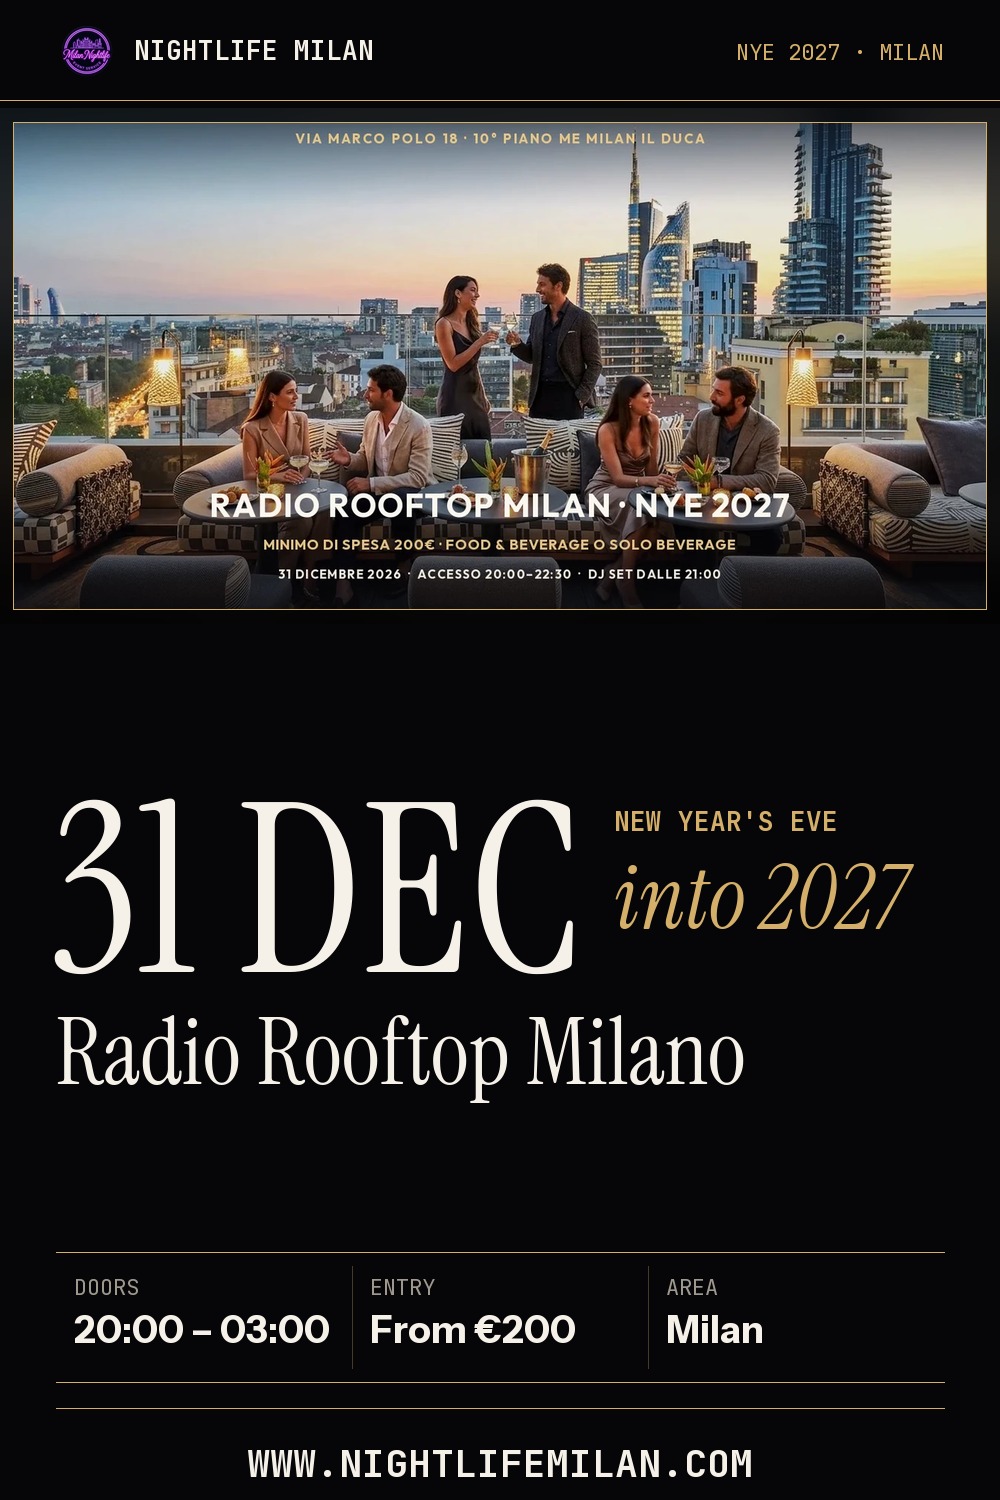 Milan Nightlife
NIGHTLIFE MILAN
NYE 2027 · MILAN
VIA MARCO POLO 18 · 10° PIANO ME MILAN IL DUCA
RADIO ROOFTOP MILAN · NYE 2027
MINIMO DI SPESA 200€ · FOOD & BEVERAGE O SOLO BEVERAGE
31 DICEMBRE 2026 · ACCESSO 20:00–22:30 · DJ SET DALLE 21:00
31 DEC
NEW YEAR'S EVE
into 2027
Radio Rooftop Milano
DOORS
20:00 – 03:00
ENTRY
From €200
AREA
Milan
WWW.NIGHTLIFEMILAN.COM